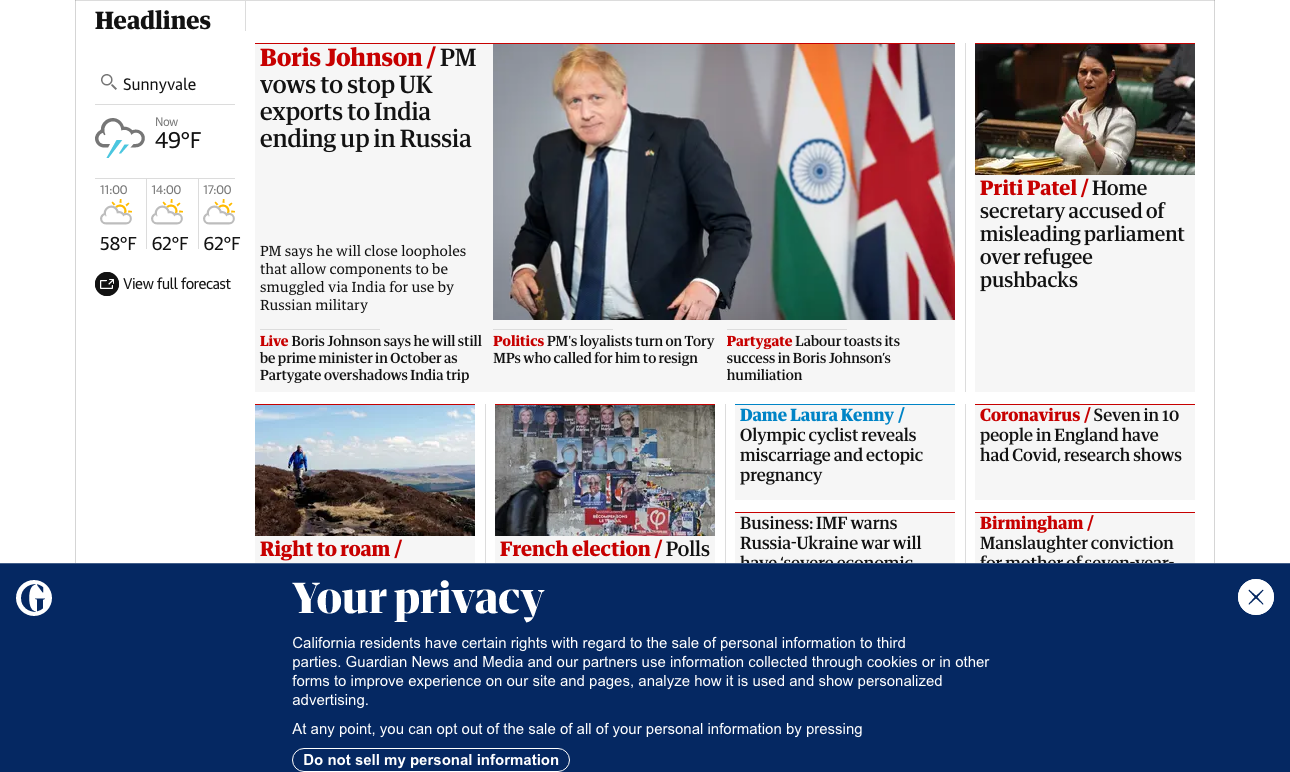 Headlines
Sunnyvale
Now
49°F
11:00
14:00
17:00
58°F
62°F
62°F
View full forecast
Boris Johnson / PM
vows to stop UK
exports to India
ending up in Russia
PM says he will close loopholes
that allow components to be
smuggled via India for use by
Russian military
Live Boris Johnson says he will still
be prime minister in October as
Partygate overshadows India trip
Politics PM's loyalists turn on Tory
MPs who called for him to resign
Partygate Labour toasts its
success in Boris Johnson's
humiliation
Priti Patel / Home
secretary accused of
misleading parliament
over refugee
pushbacks
Right to roam /
French election / Polls
Dame Laura Kenny /
Olympic cyclist reveals
miscarriage and ectopic
pregnancy
Coronavirus / Seven in 10
people in England have
had Covid, research shows
Business: IMF warns
Russia-Ukraine war will
have ‘severe economic
Birmingham /
Manslaughter conviction
for mother of seven-year-
Your privacy
California residents have certain rights with regard to the sale of personal information to third
parties. Guardian News and Media and our partners use information collected through cookies or in other
forms to improve experience on our site and pages, analyze how it is used and show personalized
advertising.
At any point, you can opt out of the sale of all of your personal information by pressing
Do not sell my personal information